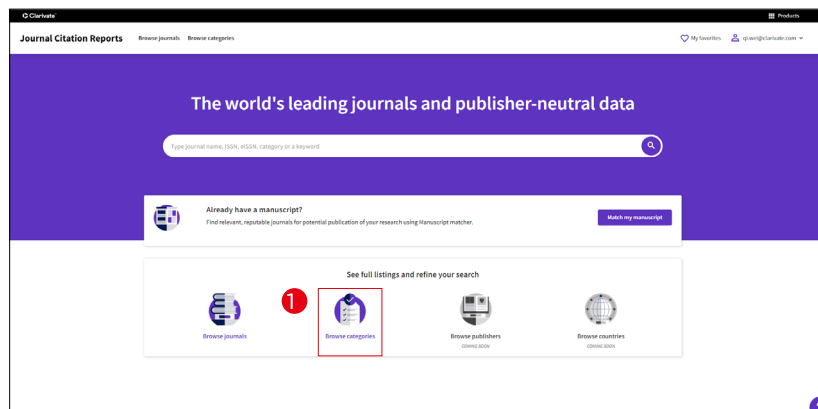 Clarivate
Products
Journal Citation Reports
Browse journals Browse categories
My favorites
qi.wei@clarivate.com
The world's leading journals and publisher-neutral data
Type journal name, ISSN, eISSN, category or a keyword
Already have a manuscript?
Find relevant, reputable journals for potential publication of your research using Manuscript matcher.
Match my manuscript
See full listings and refine your search
1
Browse journals
Browse categories
Browse publishers
COMING SOON
Browse countries
COMING SOON